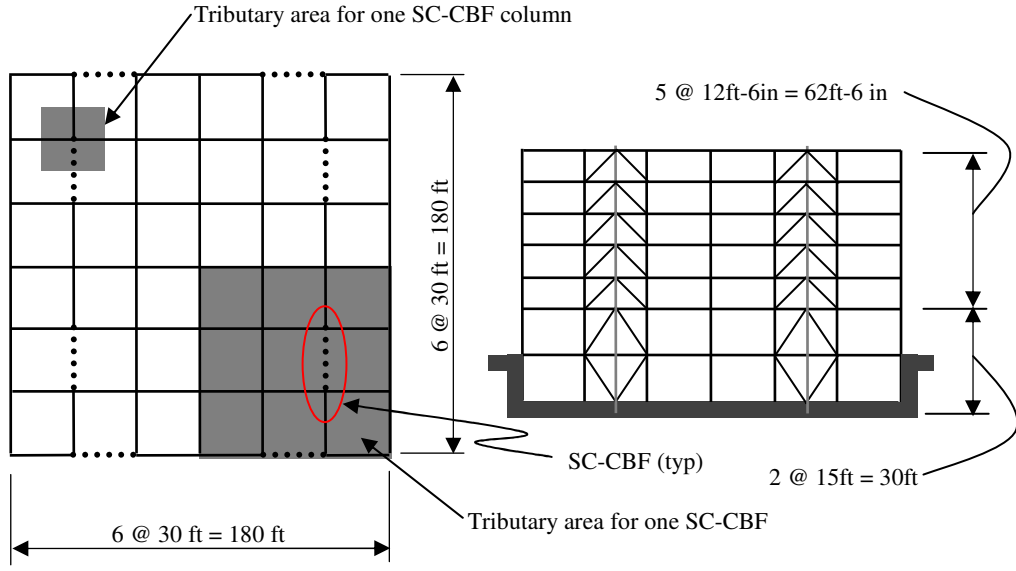 Tributary area for one SC-CBF column
5 @ 12ft-6in = 62ft-6 in
6 @ 30 ft = 180 ft
SC-CBF (typ)
2 @ 15ft = 30ft
Tributary area for one SC-CBF
6 @ 30 ft = 180 ft